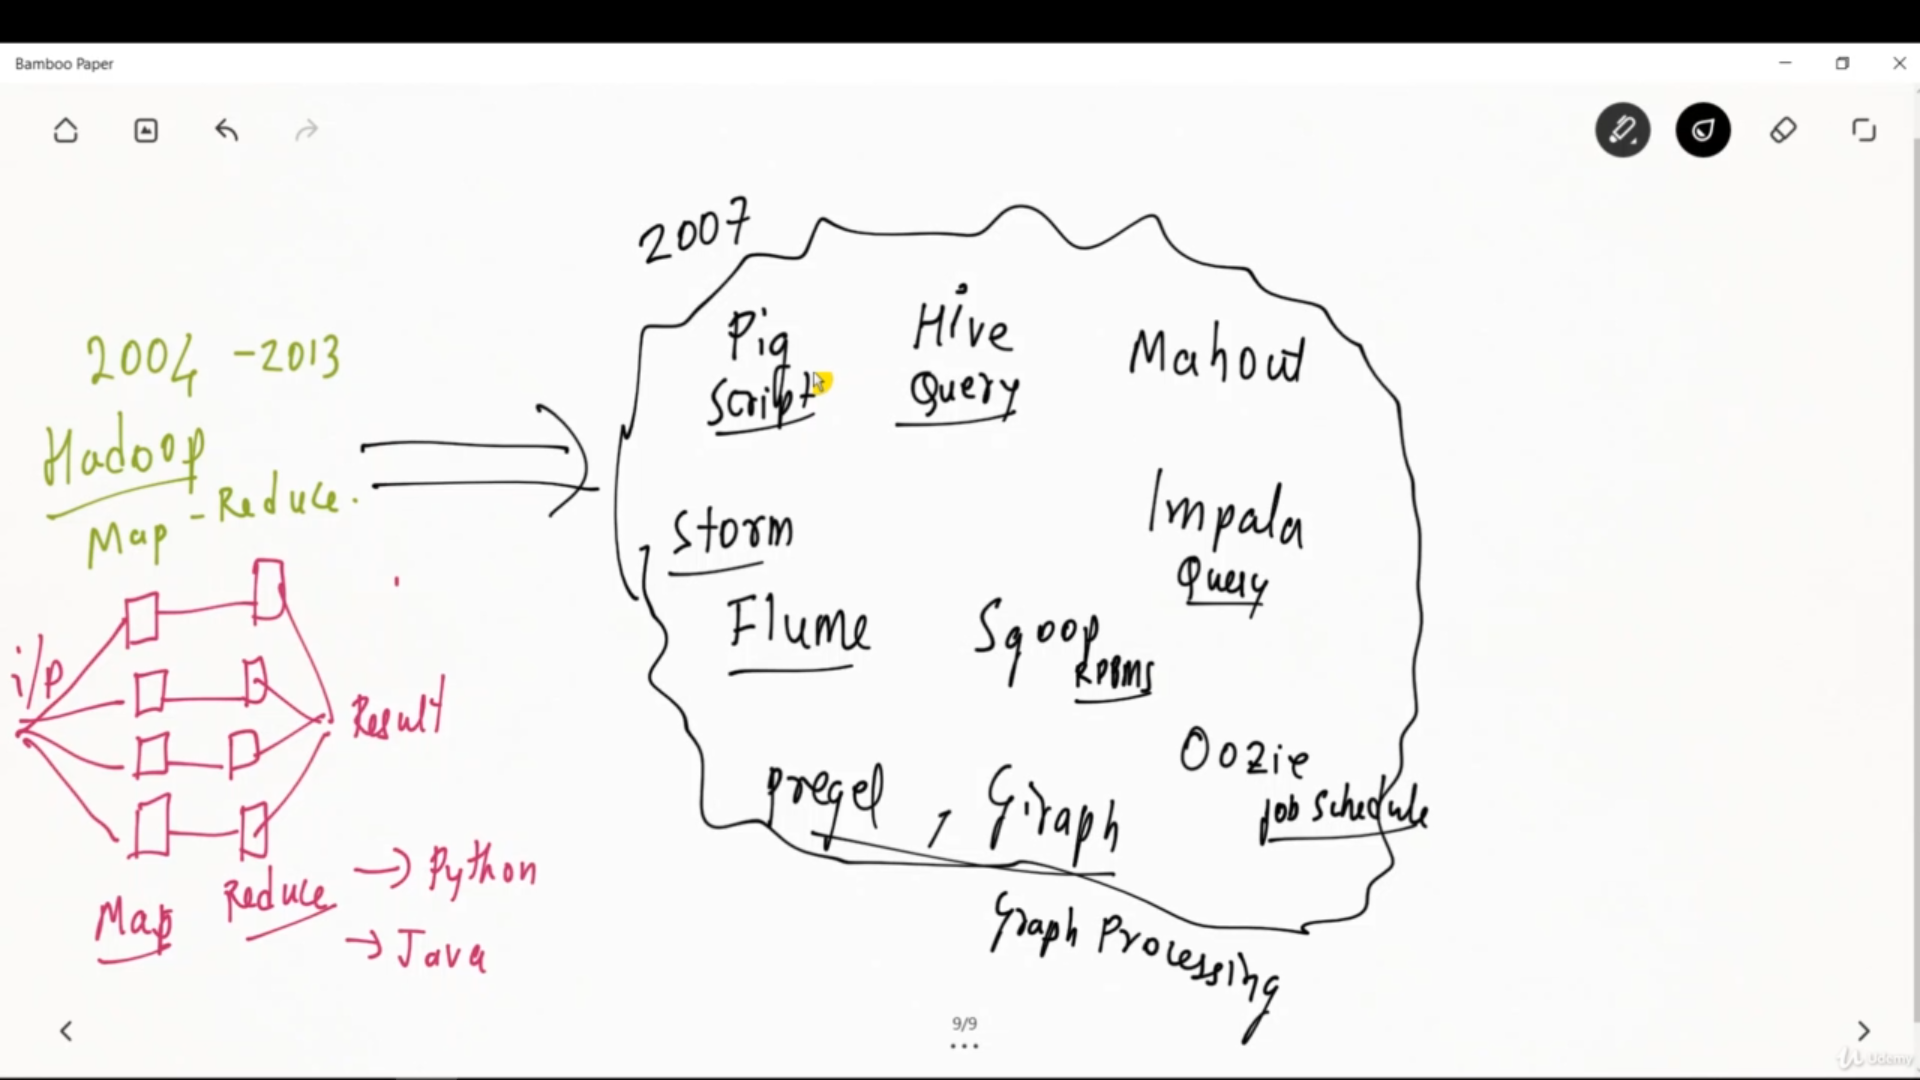 Bamboo Paper
2007
2004 - 2013
Hadoop
Map - Reduce.
i/p
Result
Map
Reduce
→ Python
→ Java
Pig
Script
Hive
Query
Mahout
Storm
Impala
Query
Flume
Sqoop
RDBMS
Oozie
job Schedule
pregel , Giraph
Graph Processing
9/9
Udemy